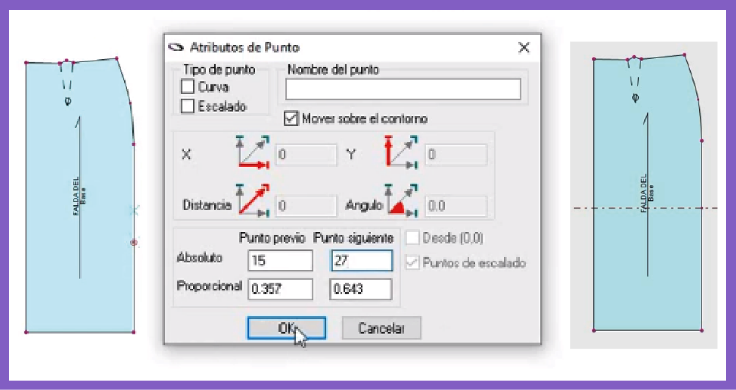 Atributos de Punto
Tipo de punto
Curva
Escalado
Nombre del punto
Mover sobre el contorno
X 0 Y 0
Distancia 0 Angulo 0.0
Punto previo Punto siguiente
Absoluto 15 27
Proporcional 0.357 0.643
Desde (0,0)
Puntos de escalado
OK Cancelar
FALDA DEL
Base
FALDA DEL
Base